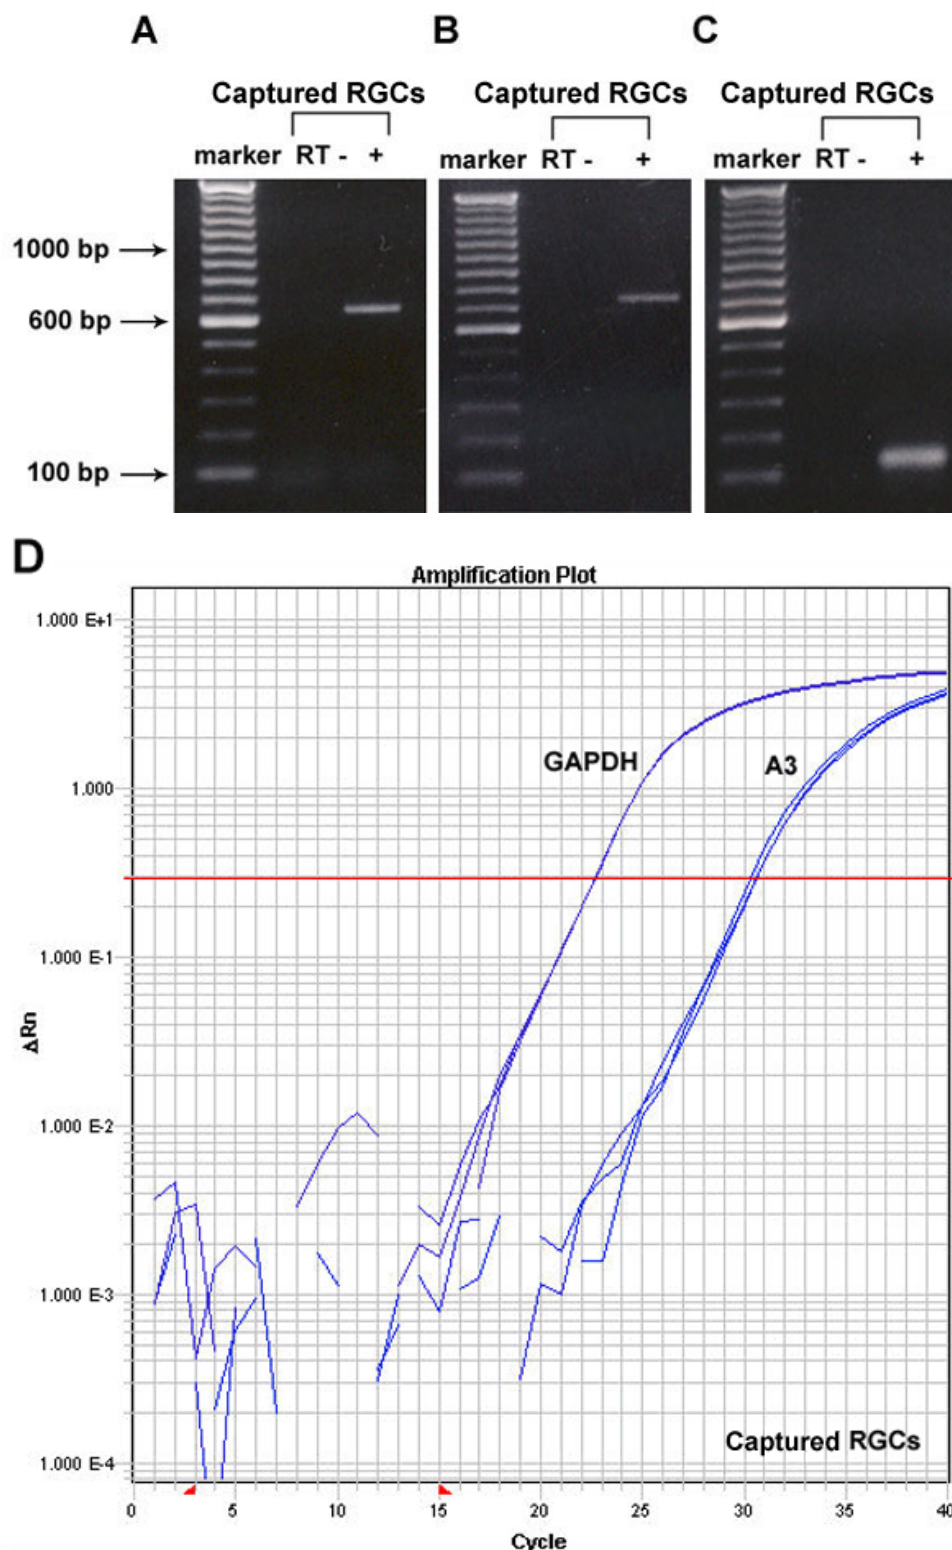 A B C
Captured RGCs Captured RGCs Captured RGCs
marker RT - + marker RT - + marker RT - +
1000 bp
600 bp
100 bp
D
Amplification Plot
1.000 E+1
GAPDH
A3
1.000
1.000 E-1
ΔRn
1.000 E-2
1.000 E-3
Captured RGCs
1.000 E-4
0 5 10 15 20 25 30 35 40
Cycle